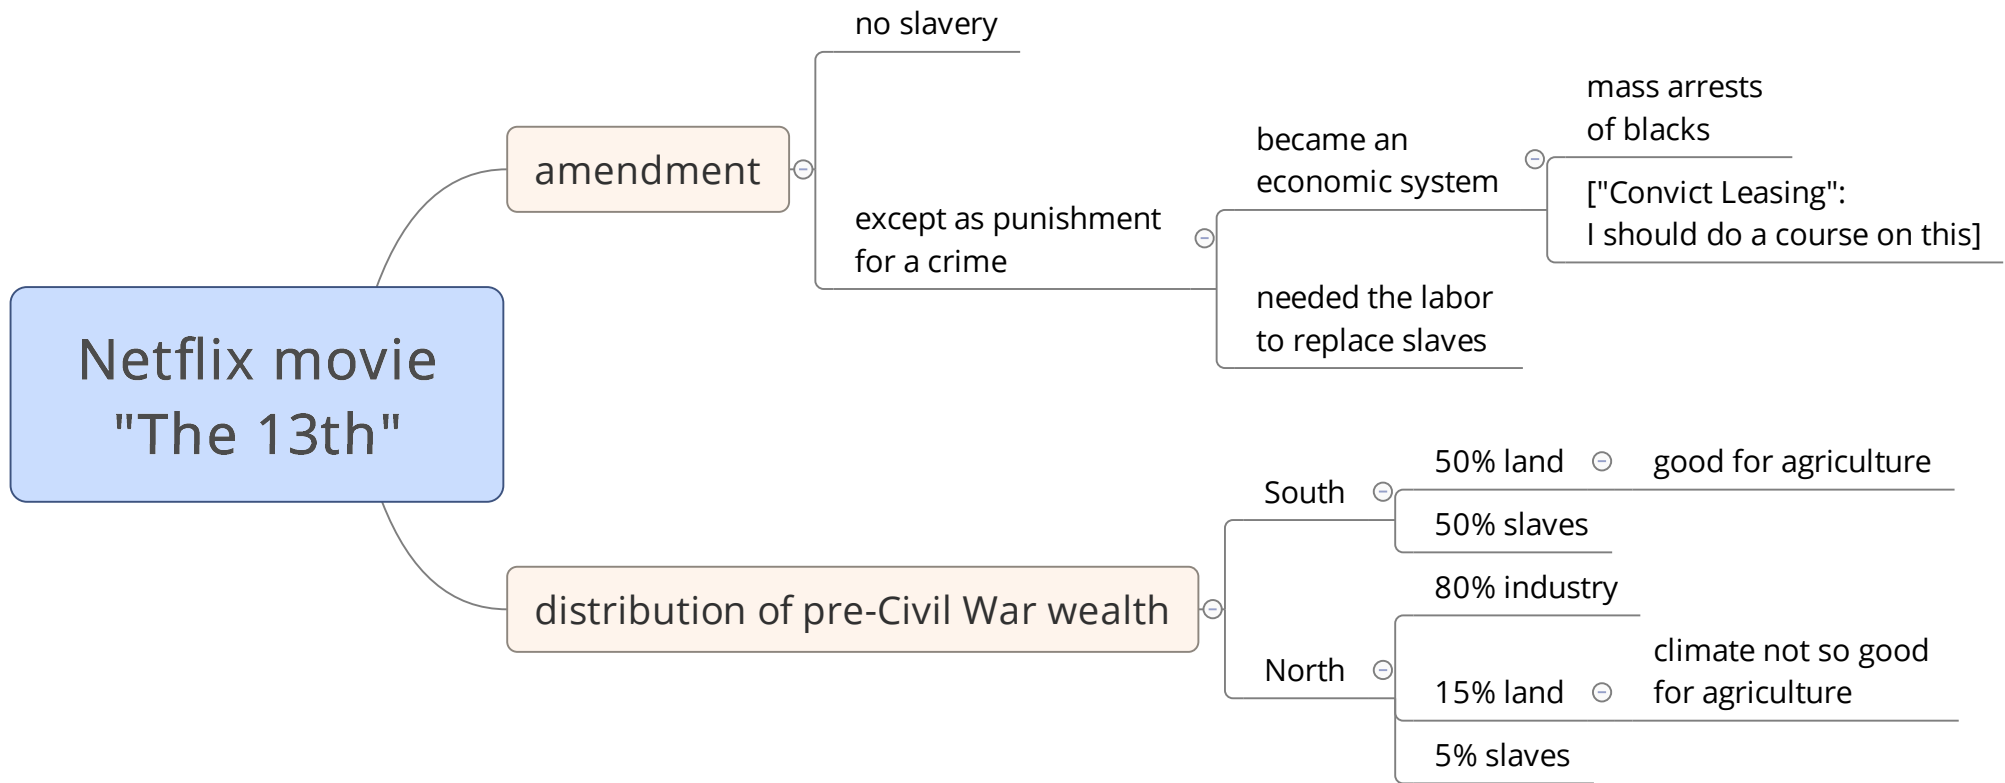 Netflix movie
"The 13th"
amendment
no slavery
except as punishment
for a crime
became an
economic system
mass arrests
of blacks
["Convict Leasing":
I should do a course on this]
needed the labor
to replace slaves
distribution of pre-Civil War wealth
South
50% land
good for agriculture
50% slaves
North
80% industry
15% land
climate not so good
for agriculture
5% slaves